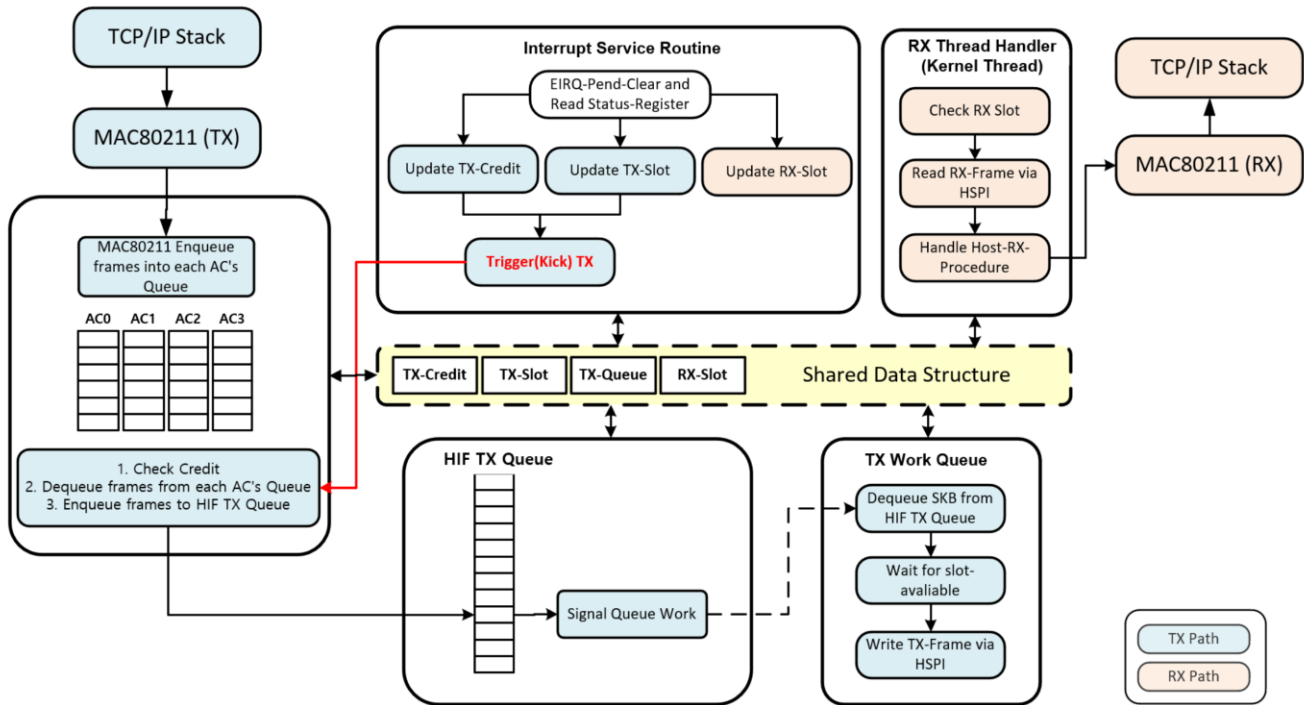 TCP/IP Stack
MAC80211 (TX)
MAC80211 Enqueue
frames into each AC's
Queue
AC0 AC1 AC2 AC3
1. Check Credit
2. Dequeue frames from each AC's Queue
3. Enqueue frames to HIF TX Queue
Interrupt Service Routine
EIRQ-Pend-Clear and
Read Status-Register
Update TX-Credit
Update TX-Slot
Update RX-Slot
Trigger(Kick) TX
RX Thread Handler
(Kernel Thread)
Check RX Slot
Read RX-Frame via
HSPI
Handle Host-RX-
Procedure
TCP/IP Stack
MAC80211 (RX)
TX-Credit
TX-Slot
TX-Queue
RX-Slot
Shared Data Structure
HIF TX Queue
Signal Queue Work
TX Work Queue
Dequeue SKB from
HIF TX Queue
Wait for slot-
avaliable
Write TX-Frame via
HSPI
TX Path
RX Path